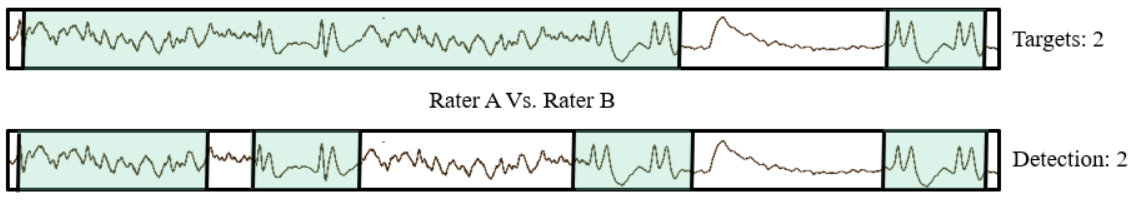 Targets: 2
Rater A Vs. Rater B
Detection: 2